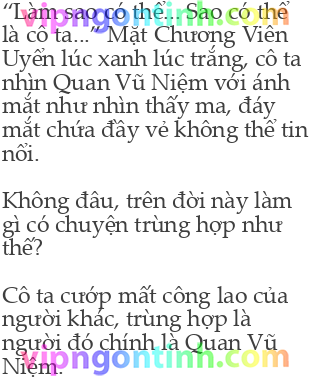 “Làm sao có thể... Sao có thể
là cô ta...” Mặt Chương Viên
Uyển lúc xanh lúc trắng, cô ta
nhìn Quan Vũ Niệm với ánh
mắt như nhìn thấy ma, đáy
mắt chứa đầy vẻ không thể tin
nổi.
Không đâu, trên đời này làm
gì có chuyện trùng hợp như
thế?
Cô ta cướp mất công lao của
người khác, trùng hợp là
người đó chính là Quan Vũ
Niệm.
vipngontinh.com
vipngontinh.com